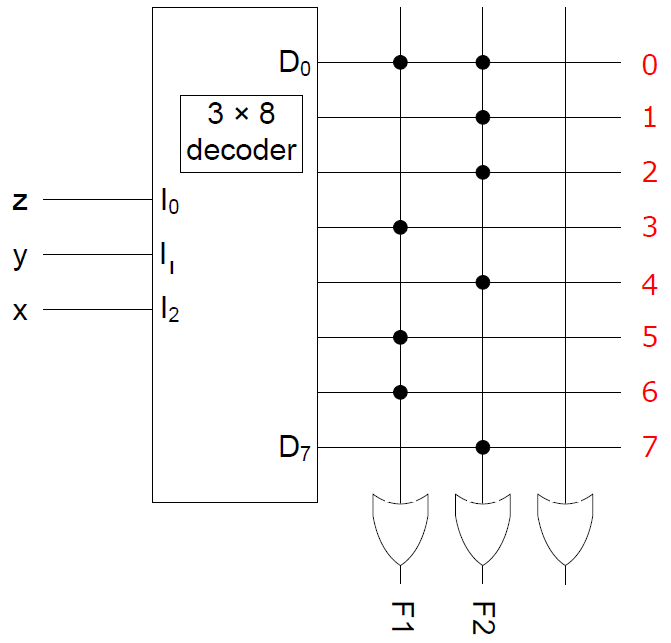 D₀
3 × 8
decoder
z
I₀
y
I₁
x
I₂
D₇
0
1
2
3
4
5
6
7
F1
F2